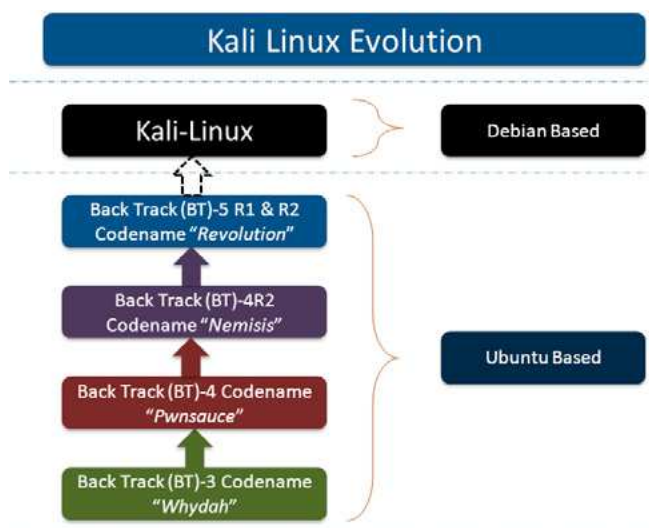 Kali Linux Evolution
Kali-Linux
Debian Based
Back Track (BT)-5 R1 & R2
Codename “Revolution”
Back Track (BT)-4R2
Codename “Nemisis”
Ubuntu Based
Back Track (BT)-4 Codename
“Pwnsauce”
Back Track (BT)-3 Codename
“Whydah”